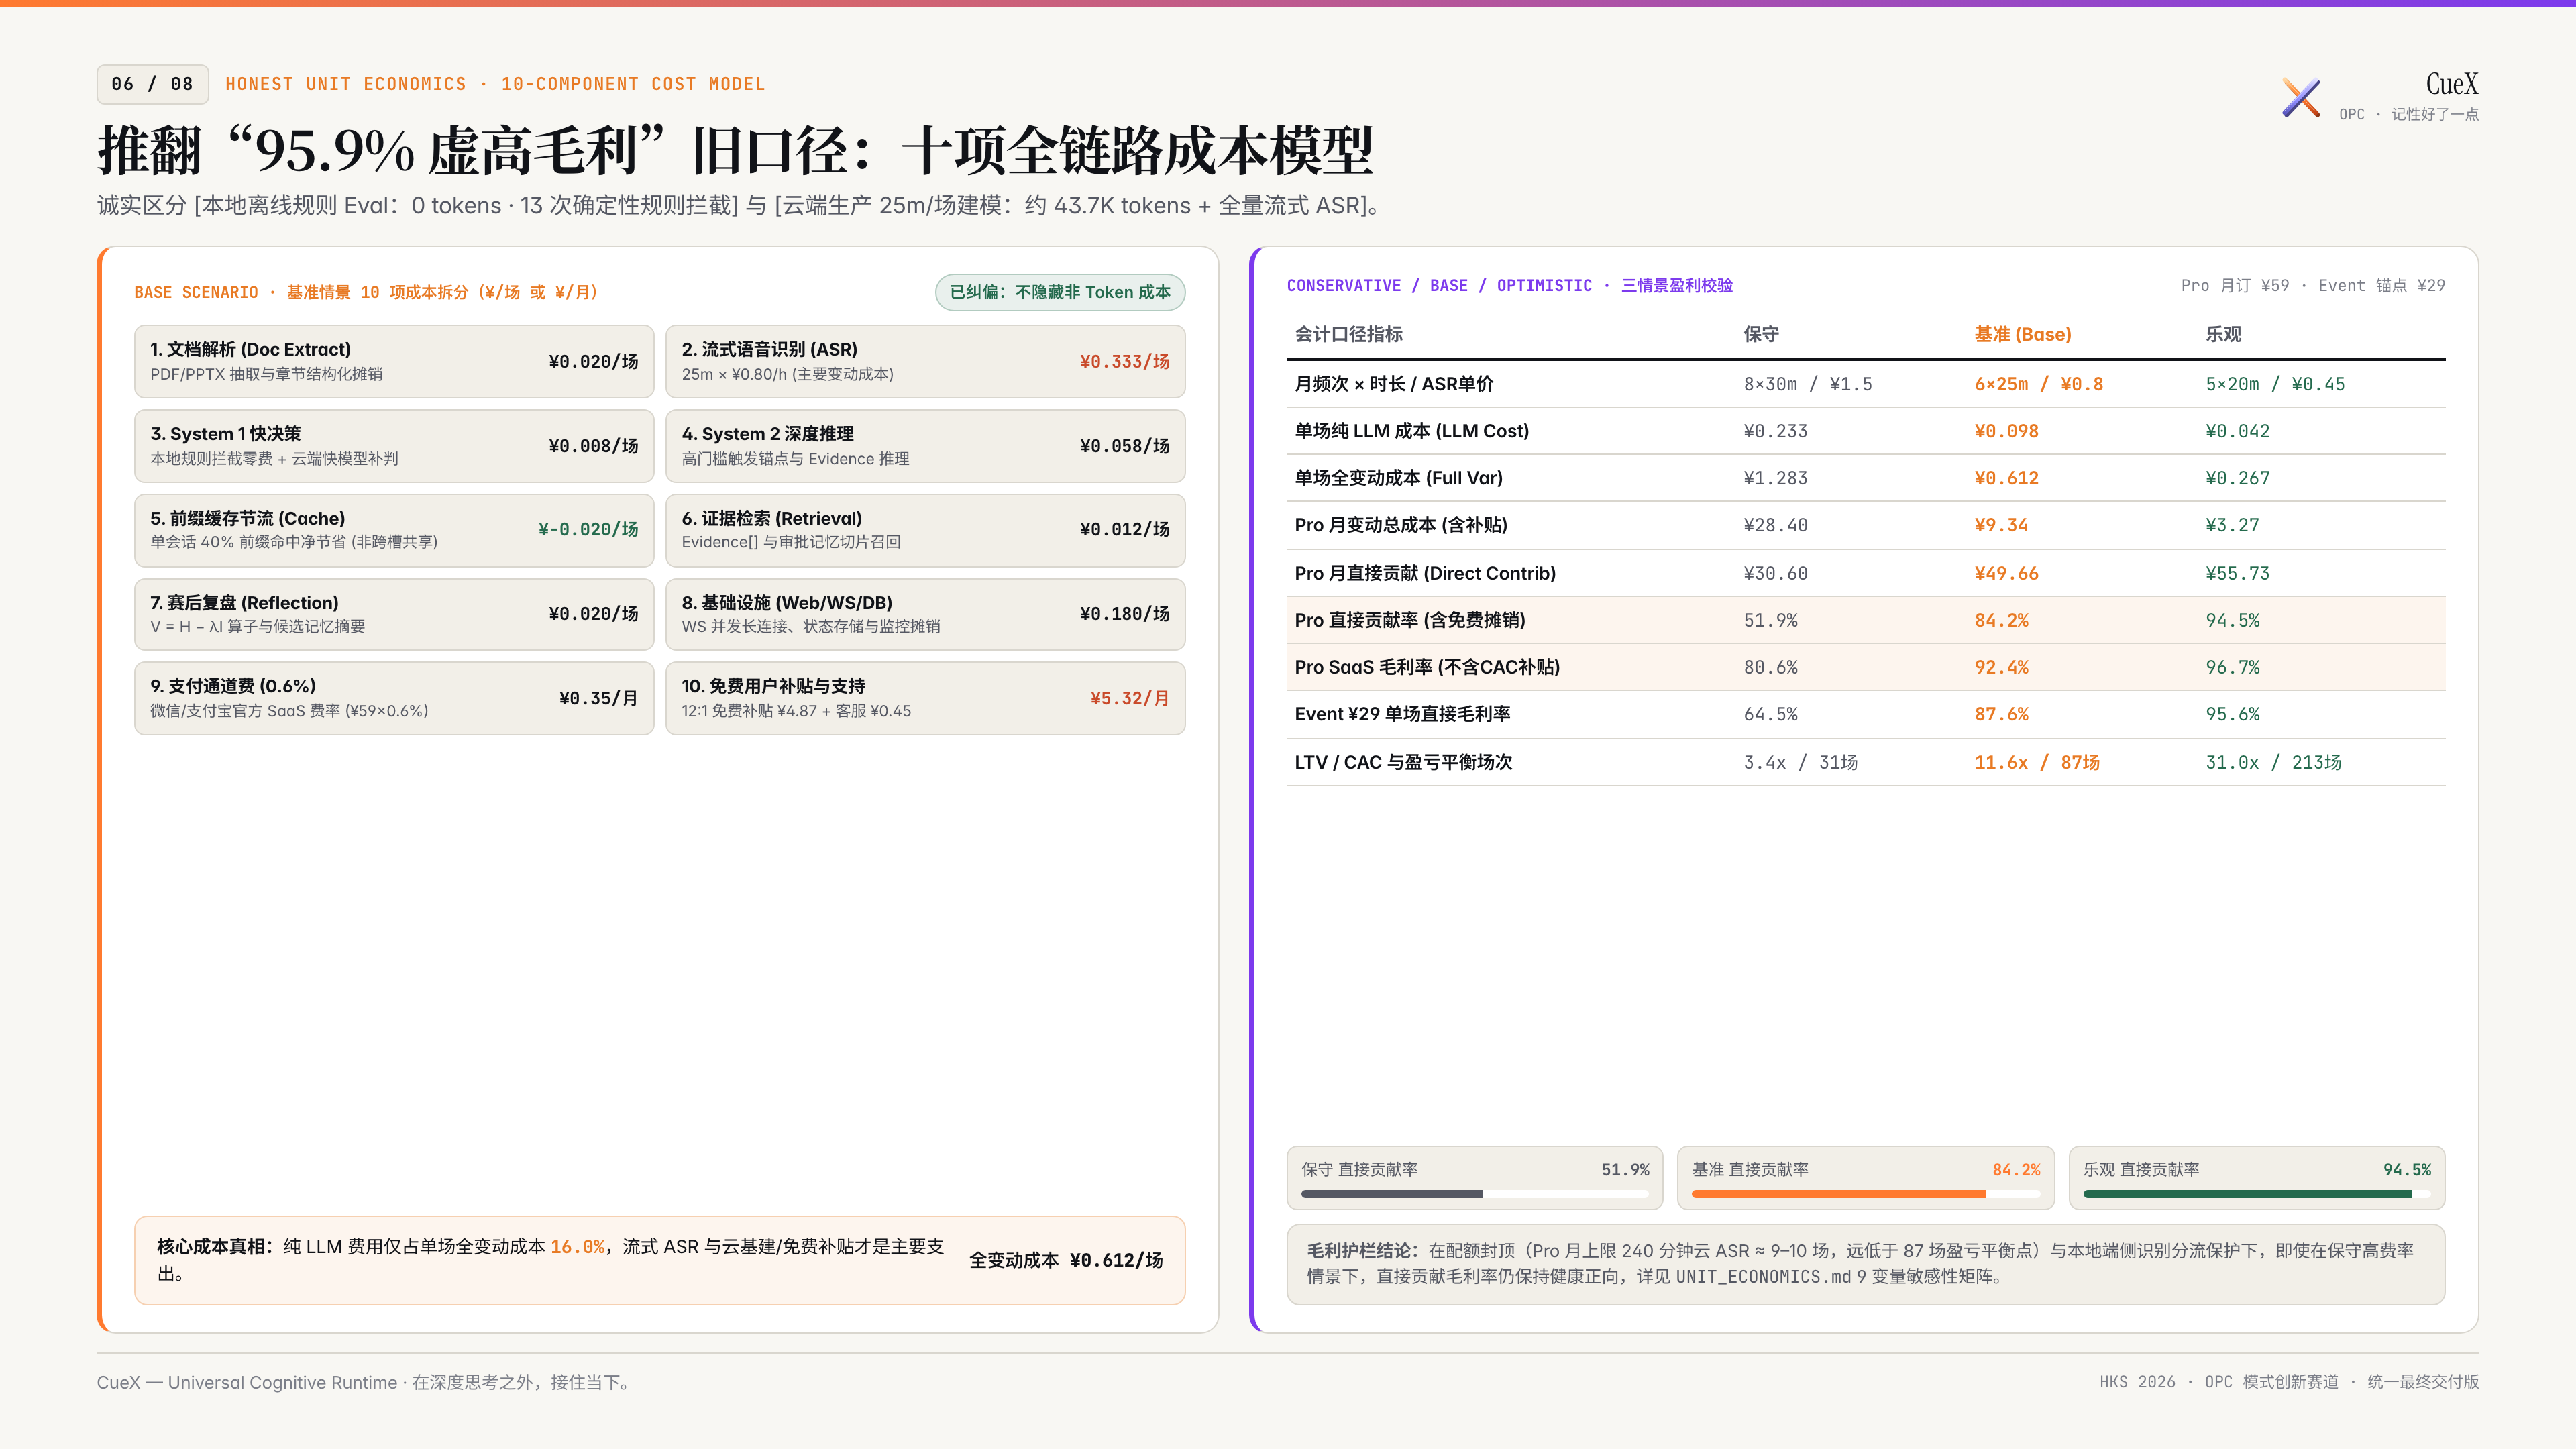 06 / 08
HONEST UNIT ECONOMICS · 10-COMPONENT COST MODEL
CueX
OPC · 记性好了一点
推翻“95.9% 虚高毛利”旧口径：十项全链路成本模型
诚实区分 [本地离线规则 Eval：0 tokens · 13 次确定性规则拦截] 与 [云端生产 25m/场建模：约 43.7K tokens + 全量流式 ASR]。
BASE SCENARIO · 基准情景 10 项成本拆分（¥/场 或 ¥/月）
已纠偏：不隐藏非 Token 成本
1. 文档解析 (Doc Extract)
PDF/PPTX 抽取与章节结构化摊销
¥0.020/场
2. 流式语音识别 (ASR)
25m × ¥0.80/h (主要变动成本)
¥0.333/场
3. System 1 快决策
本地规则拦截零费 + 云端快模型补判
¥0.008/场
4. System 2 深度推理
高门槛触发锚点与 Evidence 推理
¥0.058/场
5. 前缀缓存节流 (Cache)
单会话 40% 前缀命中净节省 (非跨槽共享)
¥-0.020/场
6. 证据检索 (Retrieval)
Evidence[] 与审批记忆切片召回
¥0.012/场
7. 赛后复盘 (Reflection)
V = H − λI 算子与候选记忆摘要
¥0.020/场
8. 基础设施 (Web/WS/DB)
WS 并发长连接、状态存储与监控摊销
¥0.180/场
9. 支付通道费 (0.6%)
微信/支付宝官方 SaaS 费率 (¥59×0.6%)
¥0.35/月
10. 免费用户补贴与支持
12:1 免费补贴 ¥4.87 + 客服 ¥0.45
¥5.32/月
核心成本真相：纯 LLM 费用仅占单场全变动成本 16.0%，流式 ASR 与云基建/免费补贴才是主要支
出。
全变动成本 ¥0.612/场
CONSERVATIVE / BASE / OPTIMISTIC · 三情景盈利校验
Pro 月订 ¥59 · Event 锚点 ¥29
会计口径指标 保守 基准 (Base) 乐观
月频次 × 时长 / ASR单价 8×30m / ¥1.5 6×25m / ¥0.8 5×20m / ¥0.45
单场纯 LLM 成本 (LLM Cost) ¥0.233 ¥0.098 ¥0.042
单场全变动成本 (Full Var) ¥1.283 ¥0.612 ¥0.267
Pro 月变动总成本 (含补贴) ¥28.40 ¥9.34 ¥3.27
Pro 月直接贡献 (Direct Contrib) ¥30.60 ¥49.66 ¥55.73
Pro 直接贡献率 (含免费摊销) 51.9% 84.2% 94.5%
Pro SaaS 毛利率 (不含CAC补贴) 80.6% 92.4% 96.7%
Event ¥29 单场直接毛利率 64.5% 87.6% 95.6%
LTV / CAC 与盈亏平衡场次 3.4x / 31场 11.6x / 87场 31.0x / 213场
保守 直接贡献率 51.9%
基准 直接贡献率 84.2%
乐观 直接贡献率 94.5%
毛利护栏结论：在配额封顶（Pro 月上限 240 分钟云 ASR ≈ 9–10 场，远低于 87 场盈亏平衡点）与本地端侧识别分流保护下，即使在保守高费率
情景下，直接贡献毛利率仍保持健康正向，详见 UNIT_ECONOMICS.md 9 变量敏感性矩阵。
CueX — Universal Cognitive Runtime · 在深度思考之外，接住当下。
HKS 2026 · OPC 模式创新赛道 · 统一最终交付版